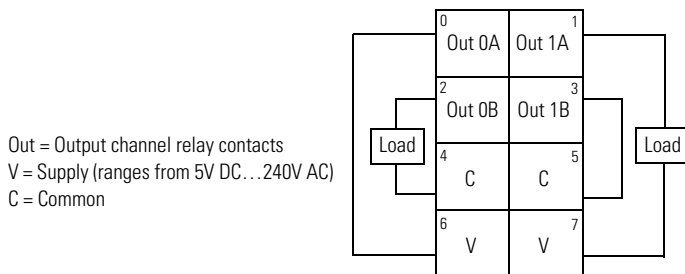 0 1
Out 0A Out 1A
2 3
Out 0B Out 1B
Load Load
Out = Output channel relay contacts
V = Supply (ranges from 5V DC...240V AC)
C = Common
4 5
C C
6 7
V V